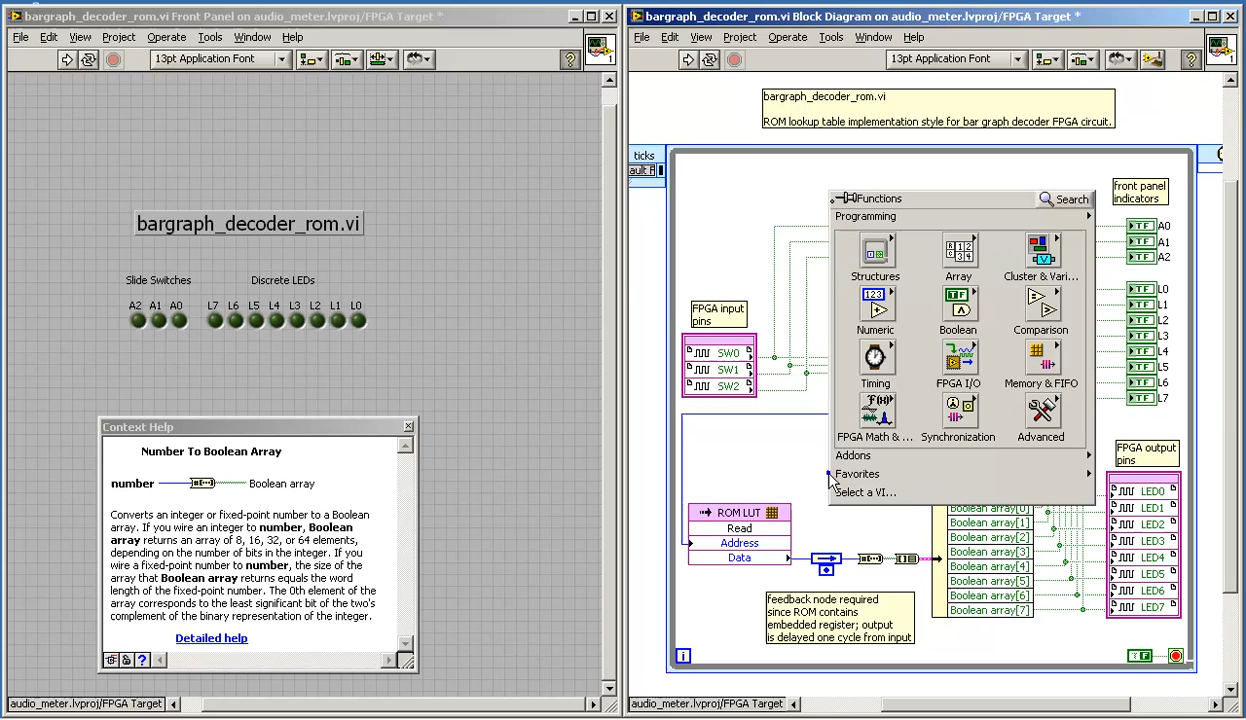 bargraph_decoder_rom.vi Front Panel on audio_meter.lvproj/FPGA Target *
File Edit View Project Operate Tools Window Help
13pt Application Font
bargraph_decoder_rom.vi
Slide Switches Discrete LEDs
A2 A1 A0 L7 L6 L5 L4 L3 L2 L1 L0
Context Help
Number To Boolean Array
number Boolean array
Converts an integer or fixed-point number to a Boolean
array. If you wire an integer to number, Boolean
array returns an array of 8, 16, 32, or 64 elements,
depending on the number of bits in the integer. If you
wire a fixed-point number to number, the size of the
array that Boolean array returns equals the word
length of the fixed-point number. The 0th element of the
array corresponds to the least significant bit of the two's
complement of the binary representation of the integer.
Detailed help
audio_meter.lvproj/FPGA Target
bargraph_decoder_rom.vi Block Diagram on audio_meter.lvproj/FPGA Target *
File Edit View Project Operate Tools Window Help
13pt Application Font
bargraph_decoder_rom.vi
ROM lookup table implementation style for bar graph decoder FPGA circuit.
ticks
FPGA input
pins
SW0
SW1
SW2
Functions
Search
Programming
Structures Array Cluster & Vari...
Numeric Boolean Comparison
Timing FPGA I/O Memory & FIFO
FPGA Math & ... Synchronization Advanced
Addons
Favorites
Select a VI...
front panel
indicators
TF A0
TF A1
TF A2
TF L0
TF L1
TF L2
TF L3
TF L4
TF L5
TF L6
TF L7
FPGA output
pins
LED0
LED1
LED2
LED3
LED4
LED5
LED6
LED7
ROM LUT
Read
Address
Data
Boolean array[0]
Boolean array[1]
Boolean array[2]
Boolean array[3]
Boolean array[4]
Boolean array[5]
Boolean array[6]
Boolean array[7]
feedback node required
since ROM contains
embedded register; output
is delayed one cycle from input
i
audio_meter.lvproj/FPGA Target